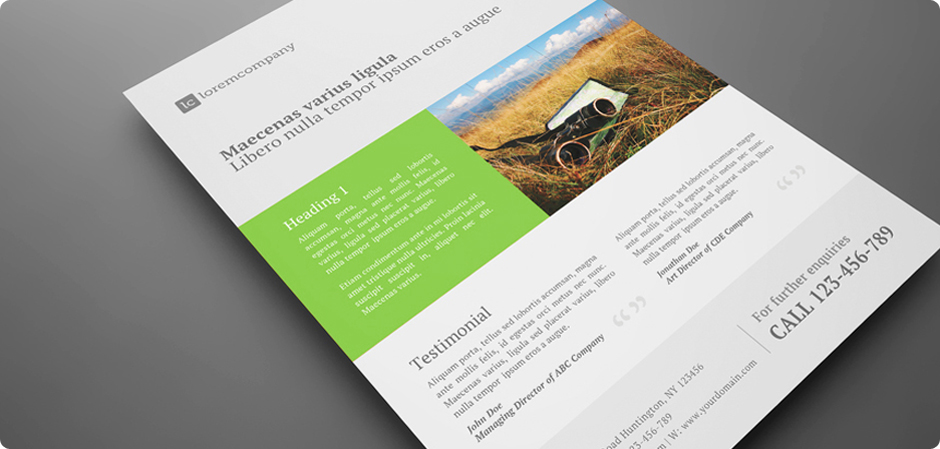 lc loremcompany
Maecenas varius ligula
Libero nulla tempor ipsum eros a augue
Heading 1
Aliquam porta, tellus sed lobortis
accumsan, magna ante mollis felis, id
egestas orci metus nec nunc. Maecenas
varius, ligula sed placerat varius, libero
nulla tempor ipsum eros a augue.
Etiam condimentum ante in mi lobortis sit
amet tristique nulla ultricies. Proin lacinia
suscipit suscipit in, aliquet nec elit.
Maecenas varius.
Testimonial
Aliquam porta, tellus sed lobortis accumsan, magna
ante mollis felis, id egestas orci metus nec nunc.
Maecenas varius, ligula sed placerat varius, libero
nulla tempor ipsum eros a augue.
John Doe
Managing Director of ABC Company
Aliquam porta, tellus sed lobortis accumsan, magna
ante mollis felis, id egestas orci metus nec nunc.
Maecenas varius, ligula sed placerat varius, libero
nulla tempor ipsum eros a augue.
Jonathan Doe
Art Director of CDE Company
Huntington, NY 123456
23-456-789
| W: www.yourdomain.com
For further enquiries
CALL 123-456-789